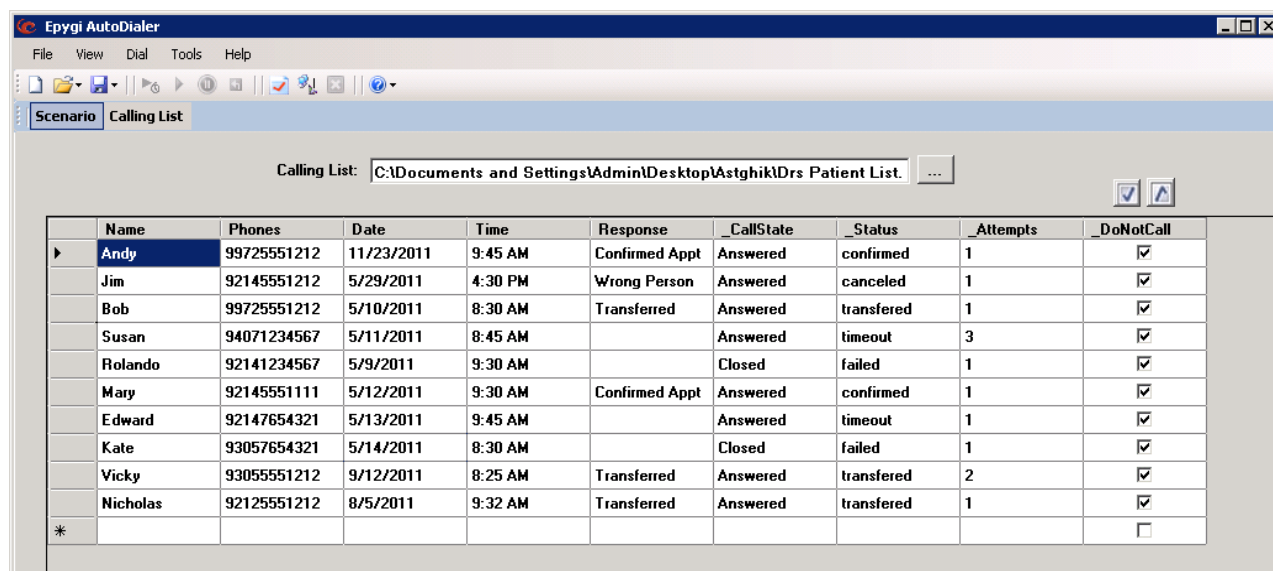 Epygi AutoDialer
File View Dial Tools Help
Scenario Calling List
Calling List: C:\Documents and Settings\Admin\Desktop\Astghik\Drs Patient List. ...
Name Phones Date Time Response _CallState _Status _Attempts _DoNotCall
Andy 99725551212 11/23/2011 9:45 AM Confirmed Appt Answered confirmed 1
Jim 92145551212 5/29/2011 4:30 PM Wrong Person Answered canceled 1
Bob 99725551212 5/10/2011 8:30 AM Transferred Answered transfered 1
Susan 94071234567 5/11/2011 8:45 AM Answered timeout 3
Rolando 92141234567 5/9/2011 9:30 AM Closed failed 1
Mary 92145551111 5/12/2011 9:30 AM Confirmed Appt Answered confirmed 1
Edward 92147654321 5/13/2011 9:45 AM Answered timeout 1
Kate 93057654321 5/14/2011 8:30 AM Closed failed 1
Vicky 93055551212 9/12/2011 8:25 AM Transferred Answered transfered 2
Nicholas 92125551212 8/5/2011 9:32 AM Transferred Answered transfered 1